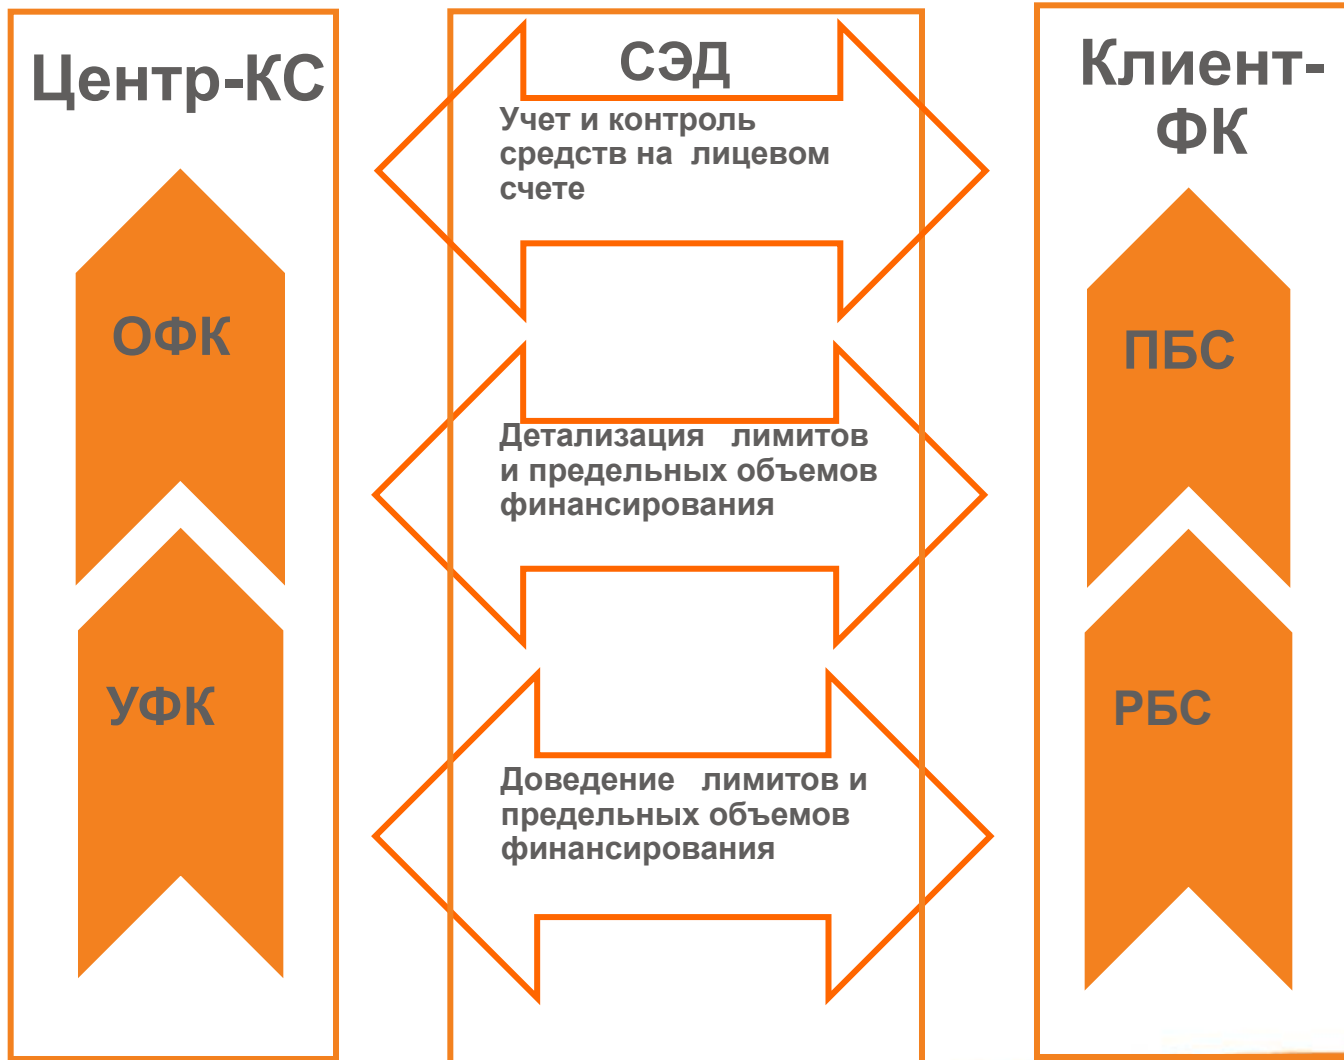 Центр-КС
ОФК
УФК
СЭД
Учет и контроль
средств на лицевом
счете
Детализация лимитов
и предельных объемов
финансирования
Доведение лимитов и
предельных объемов
финансирования
Клиент-
ФК
ПБС
РБС